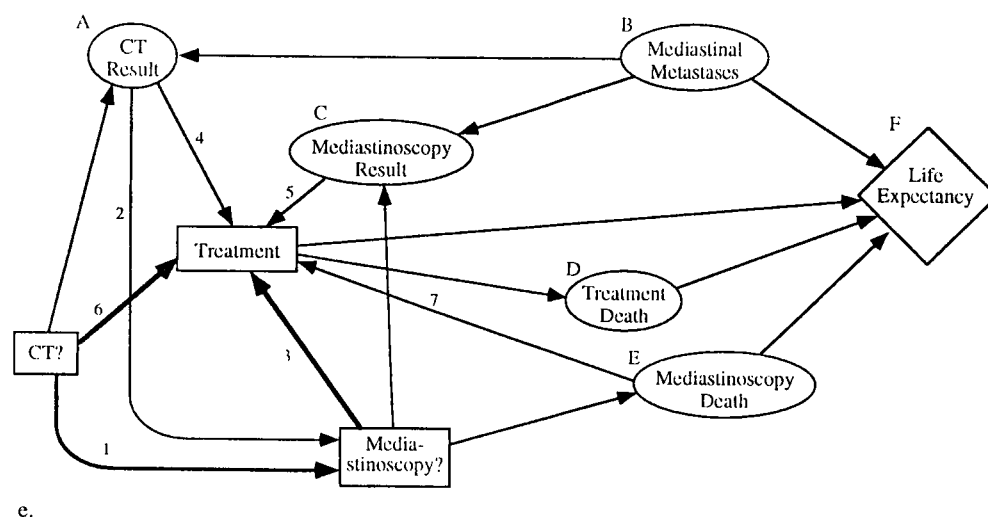 A
CT
Result
B
Mediastinal
Metastases
C
Mediastinoscopy
Result
F
Life
Expectancy
4
5
2
Treatment
D
Treatment
Death
7
6
3
CT?
E
Mediastinoscopy
Death
1
Media-
stinoscopy?
e.